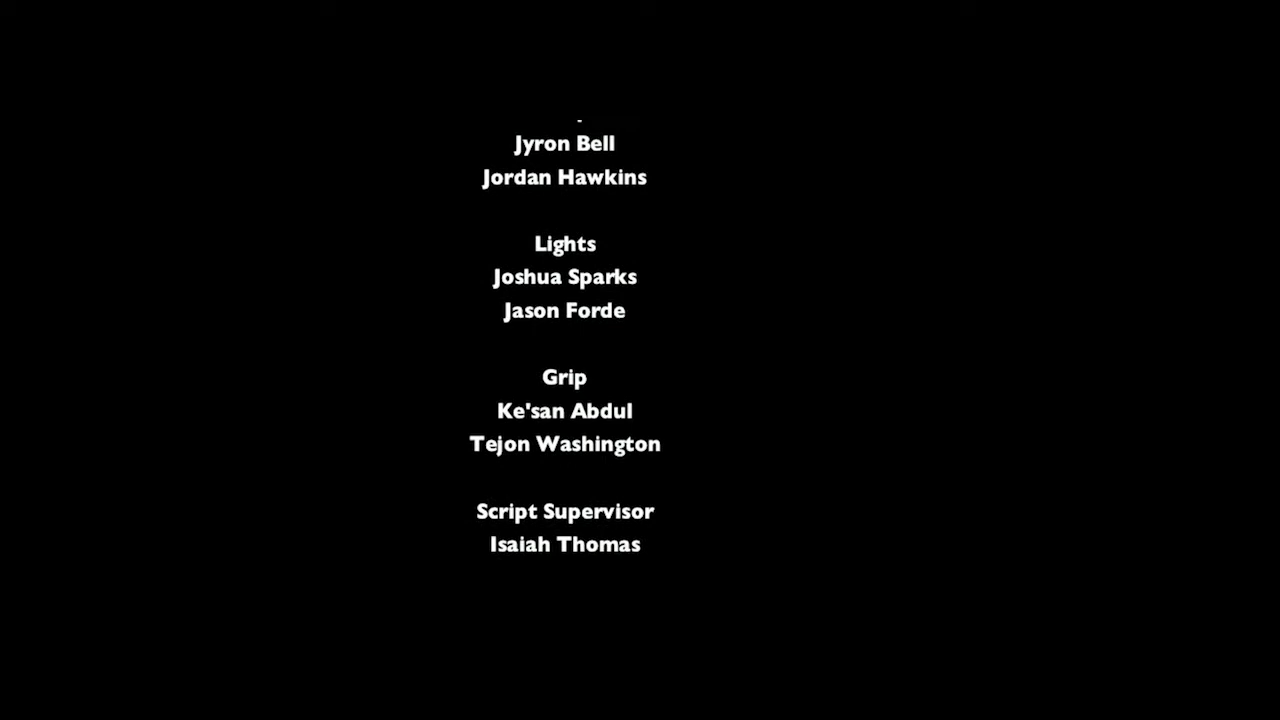 Jyron Bell
Jordan Hawkins
Lights
Joshua Sparks
Jason Forde
Grip
Ke'san Abdul
Tejon Washington
Script Supervisor
Isaiah Thomas